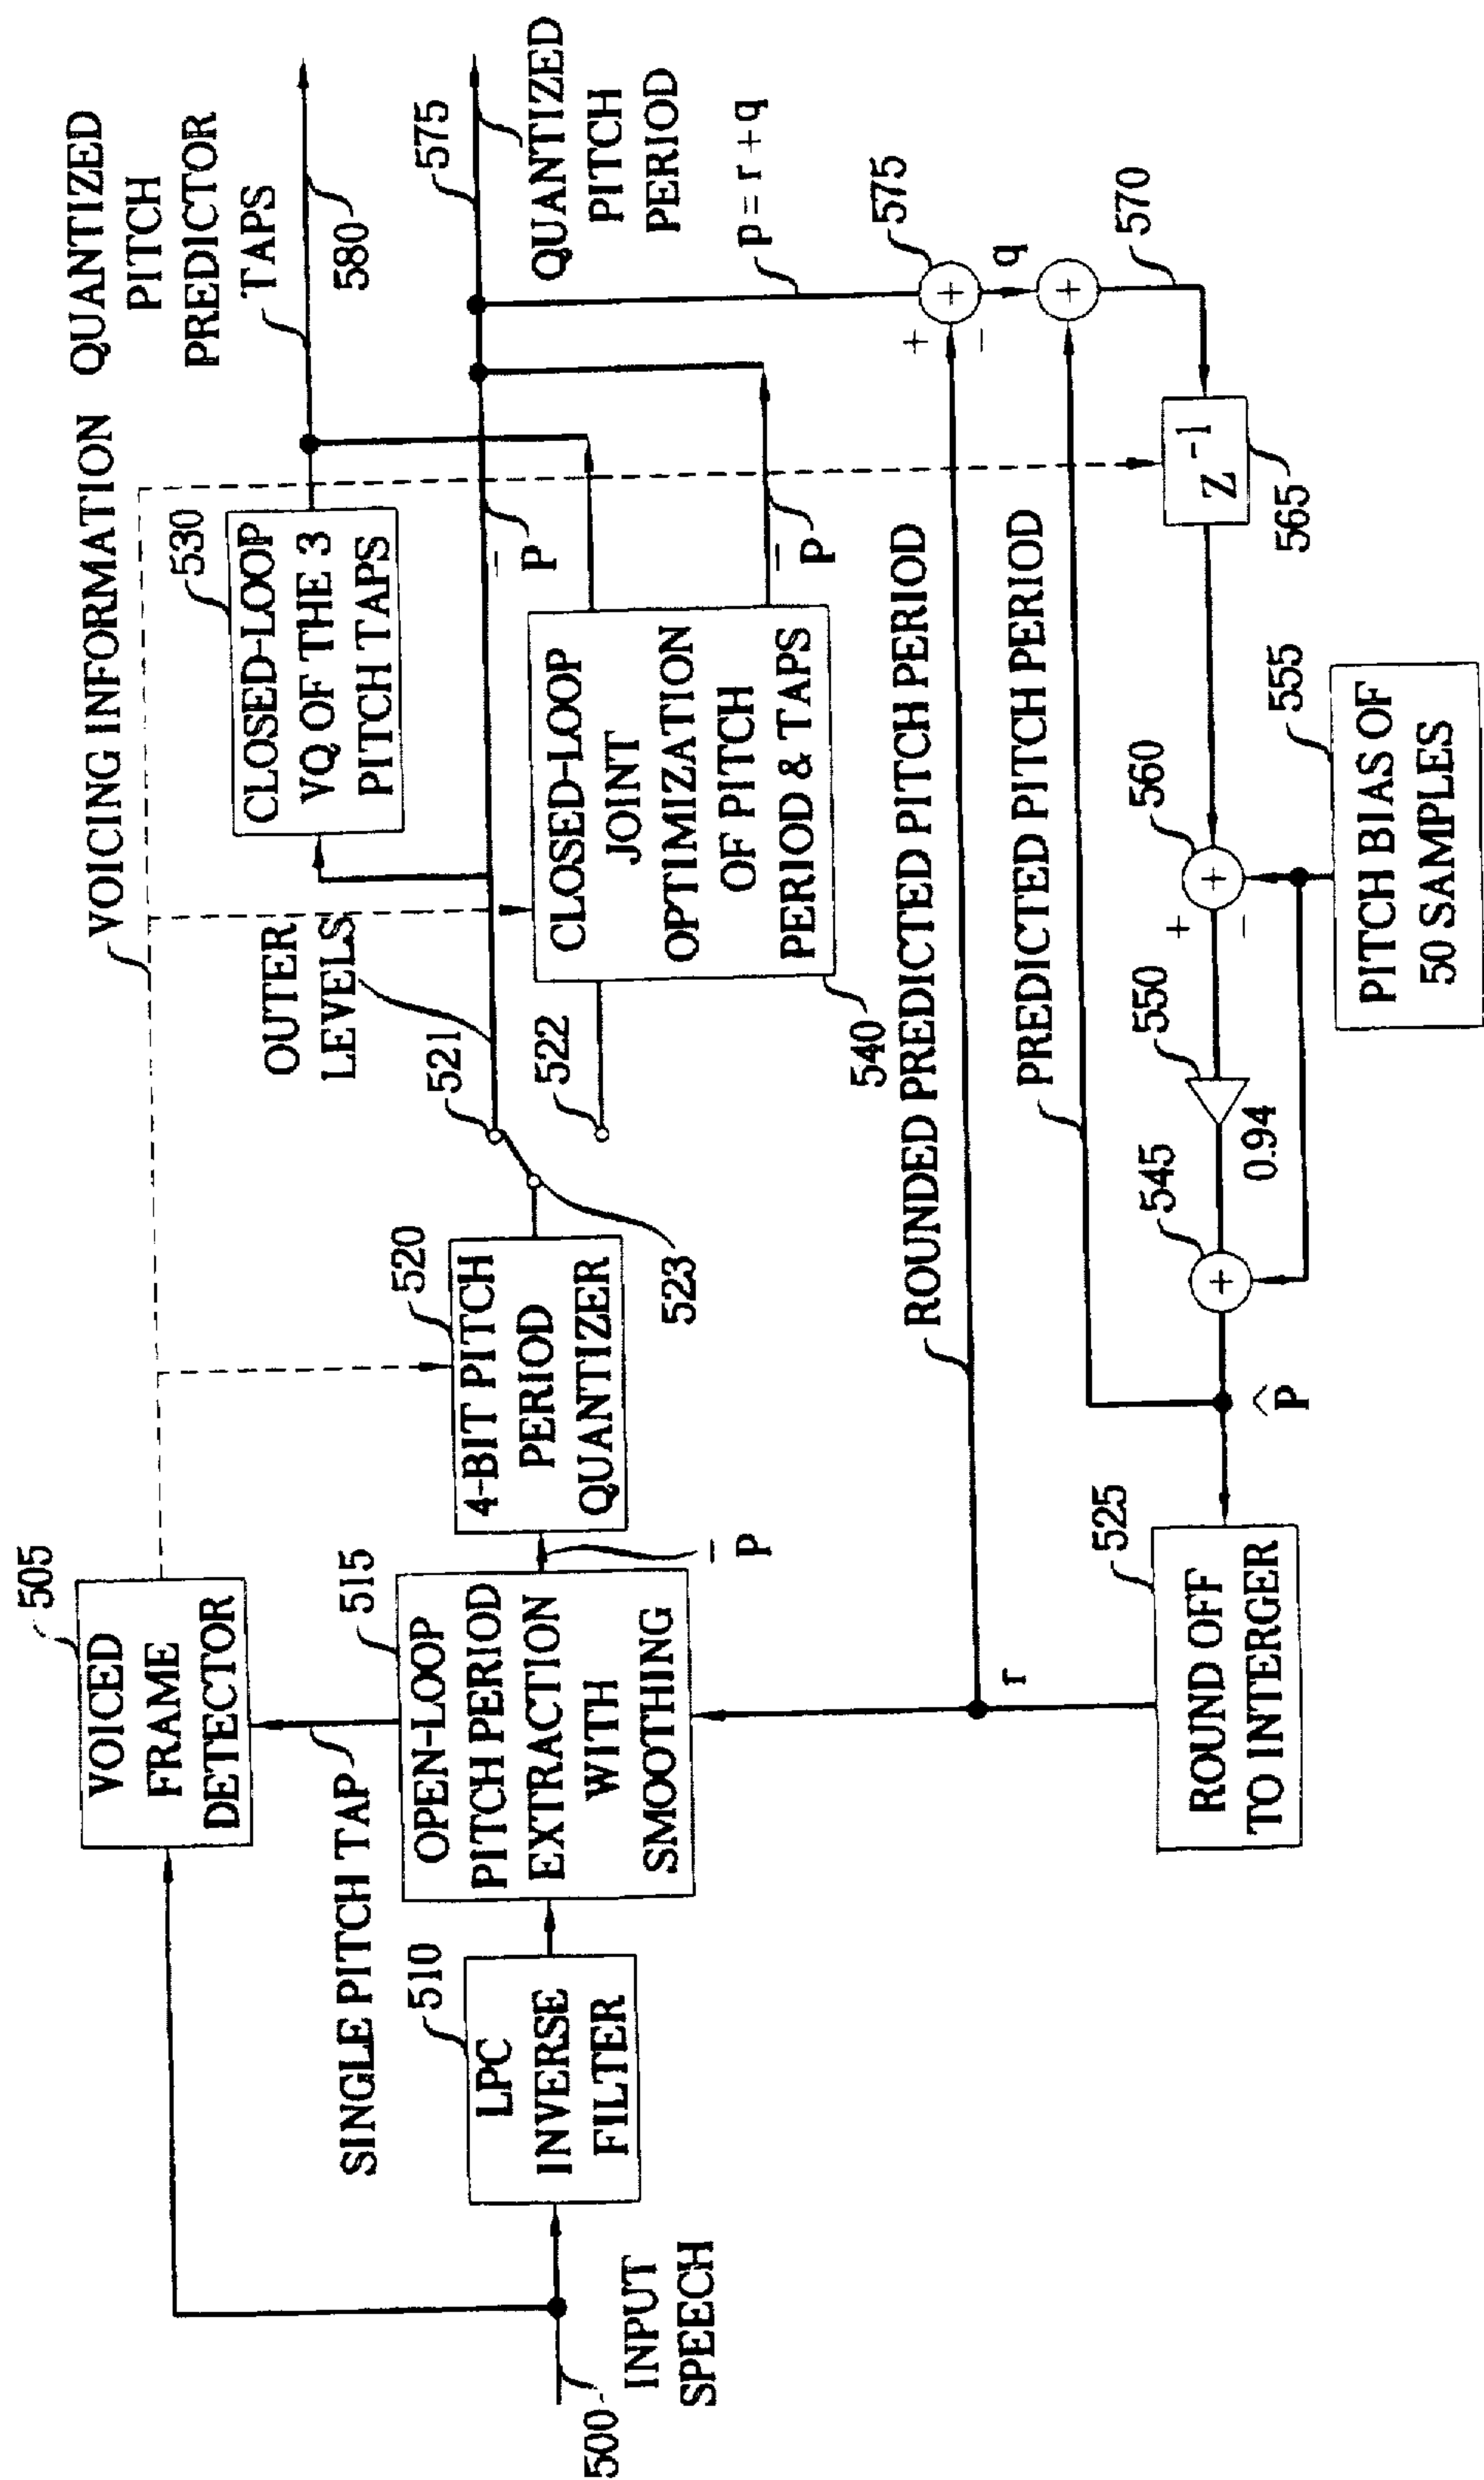 VOICING INFORMATION
QUANTIZED
PITCH
PREDICTOR
TAPS
580
505
VOICED
FRAME
DETECTOR
530
CLOSED-LOOP
VQ OF THE 3
PITCH TAPS
575
QUANTIZED
PITCH
PERIOD
OUTER
LEVELS
521
P̄
SINGLE PITCH TAP
515
OPEN-LOOP
PITCH PERIOD
EXTRACTION
WITH
SMOOTHING
520
4-BIT PITCH
PERIOD
QUANTIZER
523
522
CLOSED-LOOP
JOINT
OPTIMIZATION
OF PITCH
PERIOD & TAPS
540
P̄
510
LPC
INVERSE
FILTER
P̄
500
INPUT
SPEECH
p = r + q
575
+
+
−
q
+
570
ROUNDED PREDICTED PITCH PERIOD
PREDICTED PITCH PERIOD
r
525
ROUND OFF
TO INTERGER
P̂
545
+
550
0.94
560
+
+
−
Z⁻¹
565
555
PITCH BIAS OF
50 SAMPLES